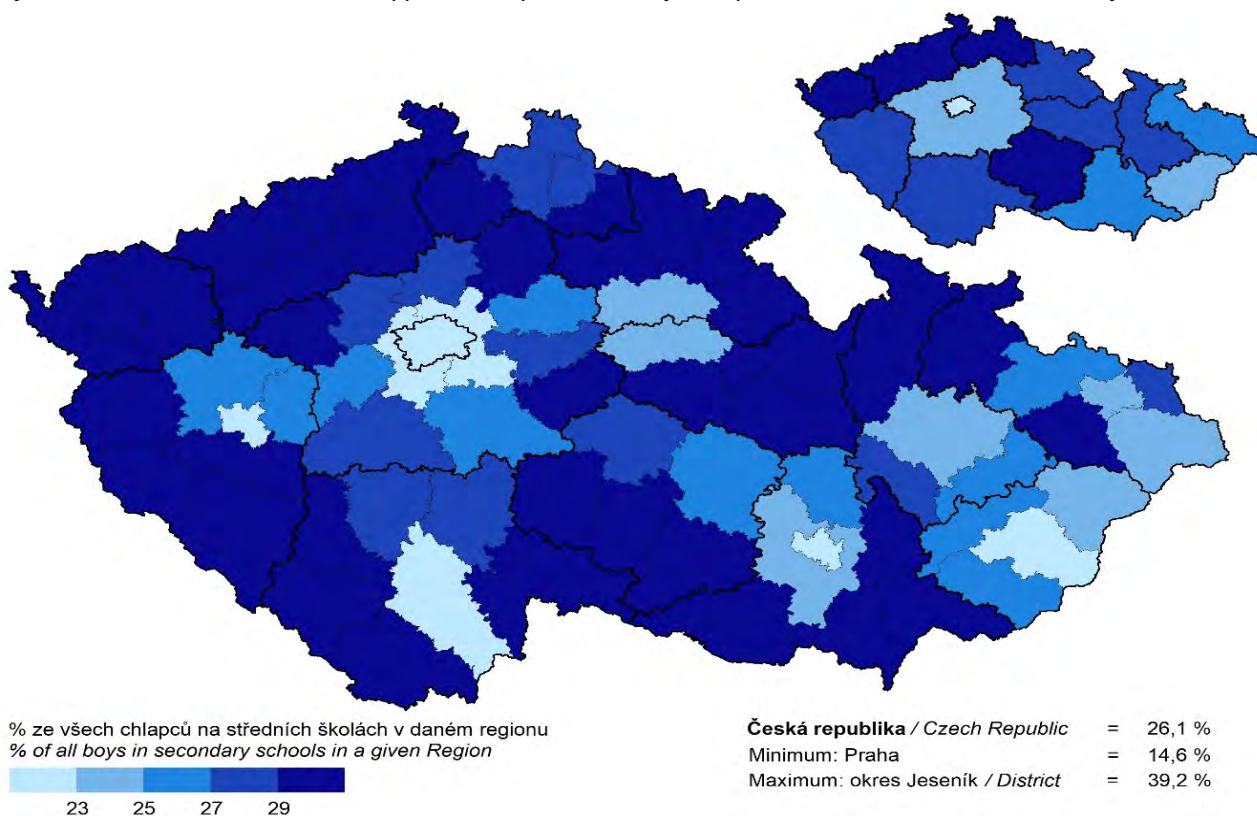 % ze všech chlapců na středních školách v daném regionu
% of all boys in secondary schools in a given Region
23 25 27 29
Česká republika / Czech Republic = 26,1 %
Minimum: Praha = 14,6 %
Maximum: okres Jeseník / District = 39,2 %